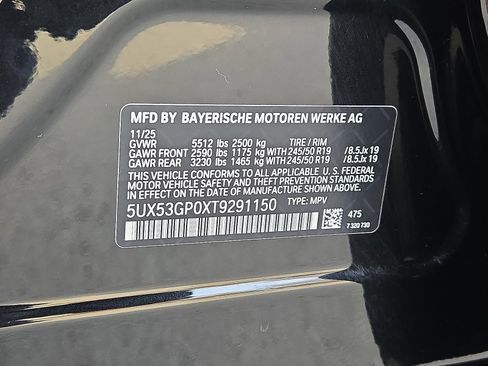 MFD BY BAYERISCHE MOTOREN WERKE AG
11/25
GVWR 5512 lbs 2500 kg TIRE / RIM
GAWR FRONT 2590 lbs 1175 kg WITH 245/50 R19 /8.5Jx19
GAWR REAR 3230 lbs 1465 kg WITH 245/50 R19 /8.5Jx19
THIS VEHICLE CONFORMS TO ALL APPLICABLE U. S. FEDERAL
MOTOR VEHICLE SAFETY, BUMPER, AND THEFT PREVENTION
STANDARDS IN EFFECT ON THE DATE OF MANUFACTURE SHOWN ABOVE.
5UX53GP0XT9291150 TYPE: MPV
475
7 320 730